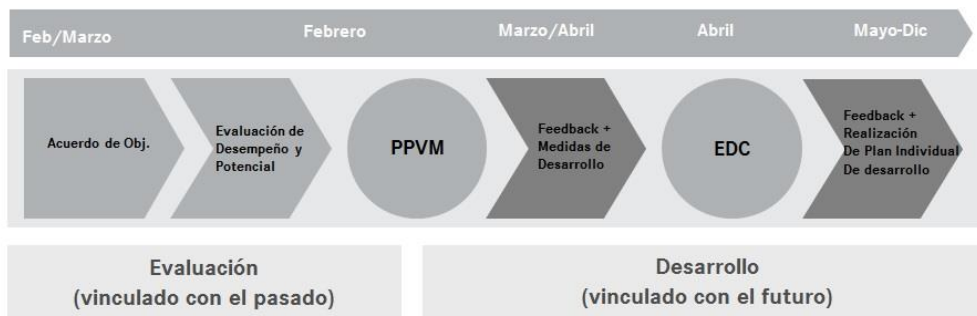 Feb/Marzo
Febrero
Marzo/Abril
Abril
Mayo-Dic
Acuerdo de Obj.
Evaluación de
Desempeño y
Potencial
PPVM
Feedback +
Medidas de
Desarrollo
EDC
Feedback +
Realización
De Plan Individual
De desarrollo
Evaluación
(vinculado con el pasado)
Desarrollo
(vinculado con el futuro)